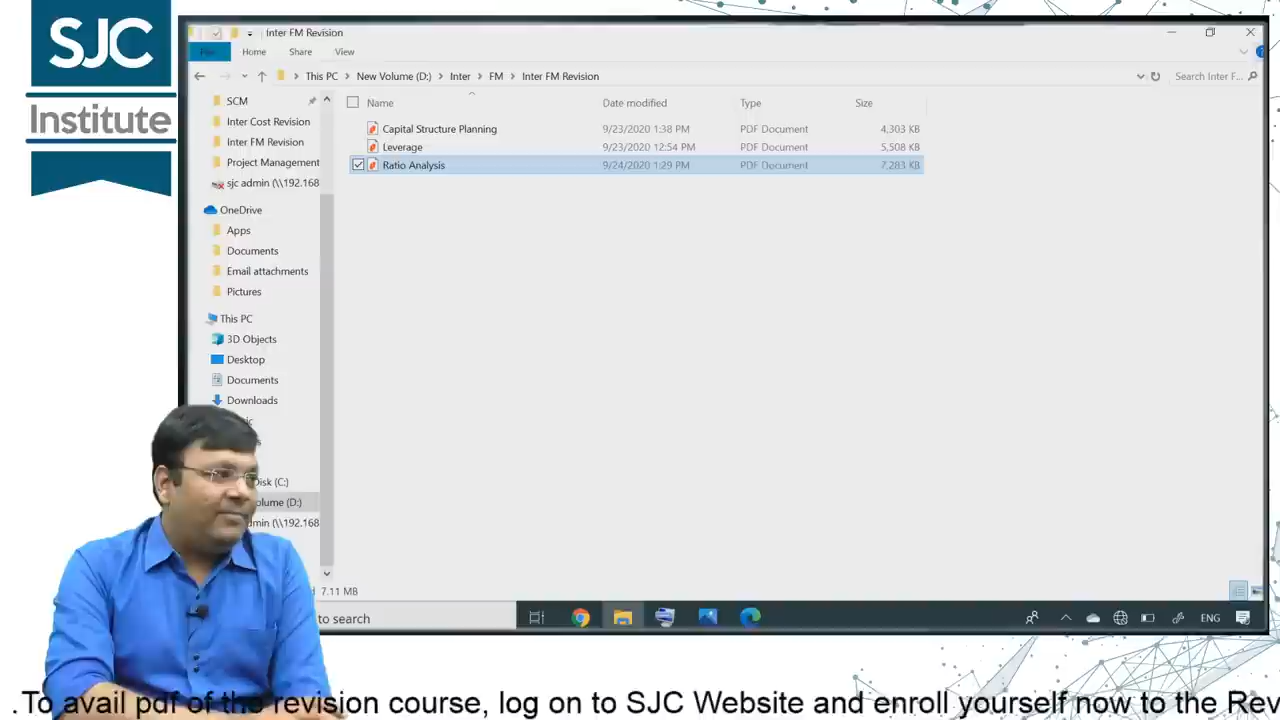 SJC
Institute
Inter FM Revision
File
Home
Share
View
This PC
New Volume (D:)
Inter
FM
Inter FM Revision
Search Inter F...
SCM
Inter Cost Revision
Inter FM Revision
Project Management
sjc admin (\\192.168
OneDrive
Apps
Documents
Email attachments
Pictures
This PC
3D Objects
Desktop
Documents
Downloads
isk (C:)
olume (D:)
dmin (\\192.168
Name
Date modified
Type
Size
Capital Structure Planning
9/23/2020 1:38 PM
PDF Document
4,303 KB
Leverage
9/23/2020 12:54 PM
PDF Document
5,508 KB
Ratio Analysis
9/24/2020 1:29 PM
PDF Document
7,283 KB
7.11 MB
to search
ENG
.To avail pdf of the revision course, log on to SJC Website and enroll yourself now to the Rev